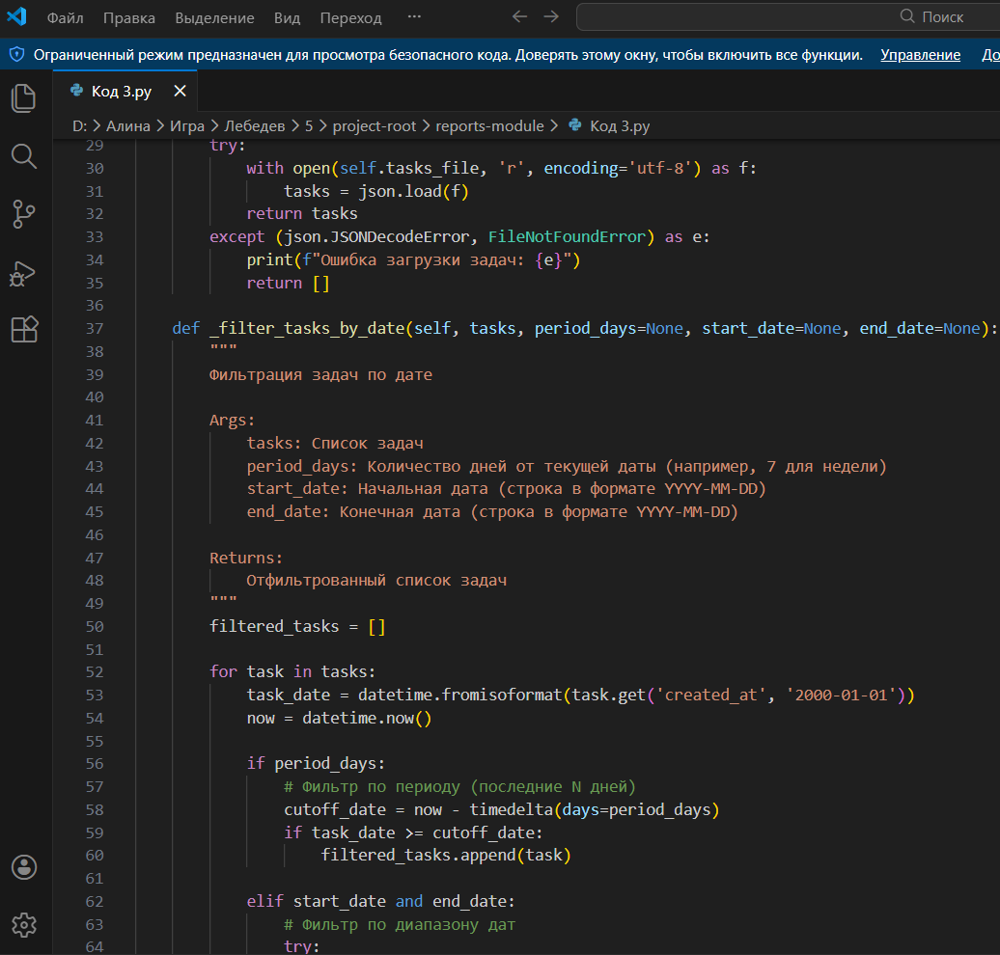 Файл Правка Выделение Вид Переход ··· Поиск
Ограниченный режим предназначен для просмотра безопасного кода. Доверять этому окну, чтобы включить все функции. Управление
Код 3.py
D: > Алина > Игра > Лебедев > 5 > project-root > reports-module > Код 3.py
29 try:
30 with open(self.tasks_file, 'r', encoding='utf-8') as f:
31 tasks = json.load(f)
32 return tasks
33 except (json.JSONDecodeError, FileNotFoundError) as e:
34 print(f"Ошибка загрузки задач: {e}")
35 return []
36
37 def _filter_tasks_by_date(self, tasks, period_days=None, start_date=None, end_date=None):
38 """
39 Фильтрация задач по дате
40
41 Args:
42 tasks: Список задач
43 period_days: Количество дней от текущей даты (например, 7 для недели)
44 start_date: Начальная дата (строка в формате YYYY-MM-DD)
45 end_date: Конечная дата (строка в формате YYYY-MM-DD)
46
47 Returns:
48 Отфильтрованный список задач
49 """
50 filtered_tasks = []
51
52 for task in tasks:
53 task_date = datetime.fromisoformat(task.get('created_at', '2000-01-01'))
54 now = datetime.now()
55
56 if period_days:
57 # Фильтр по периоду (последние N дней)
58 cutoff_date = now - timedelta(days=period_days)
59 if task_date >= cutoff_date:
60 filtered_tasks.append(task)
61
62 elif start_date and end_date:
63 # Фильтр по диапазону дат
64 try: